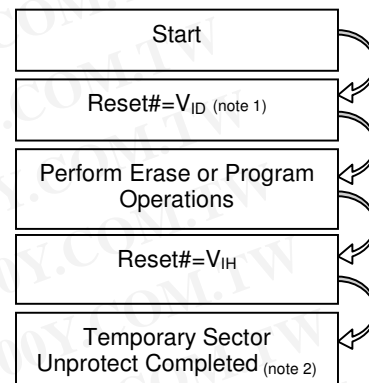 Start
Reset#=VID (note 1)
Perform Erase or Program
Operations
Reset#=VIH
Temporary Sector
Unprotect Completed (note 2)